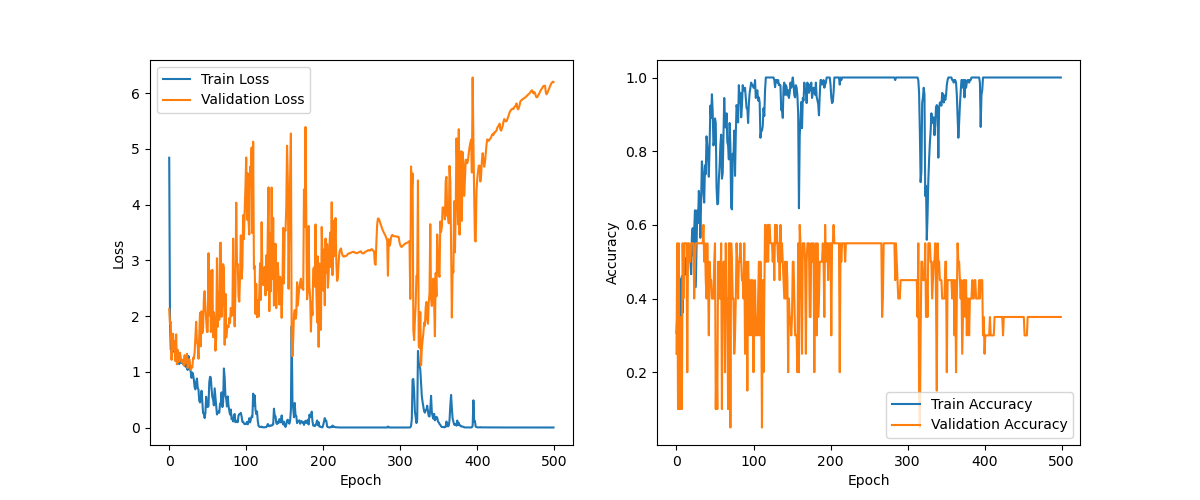 Train Loss
Validation Loss
6
5
4
3
2
1
0
Loss
0 100 200 300 400 500
Epoch
1.0
0.8
0.6
0.4
0.2
Accuracy
Train Accuracy
Validation Accuracy
0 100 200 300 400 500
Epoch